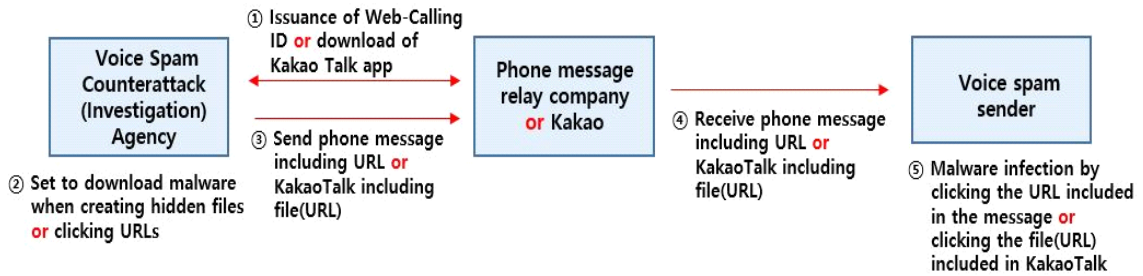 ① Issuance of Web-Calling
ID or download of
Kakao Talk app
Voice Spam
Counterattack
(Investigation)
Agency
Phone message
relay company
or Kakao
Voice spam
sender
② Set to download malware
when creating hidden files
or clicking URLs
③ Send phone message
including URL or
KakaoTalk including
file(URL)
④ Receive phone message
including URL or
KakaoTalk including
file(URL)
⑤ Malware infection by
clicking the URL included
in the message or
clicking the file(URL)
included in KakaoTalk